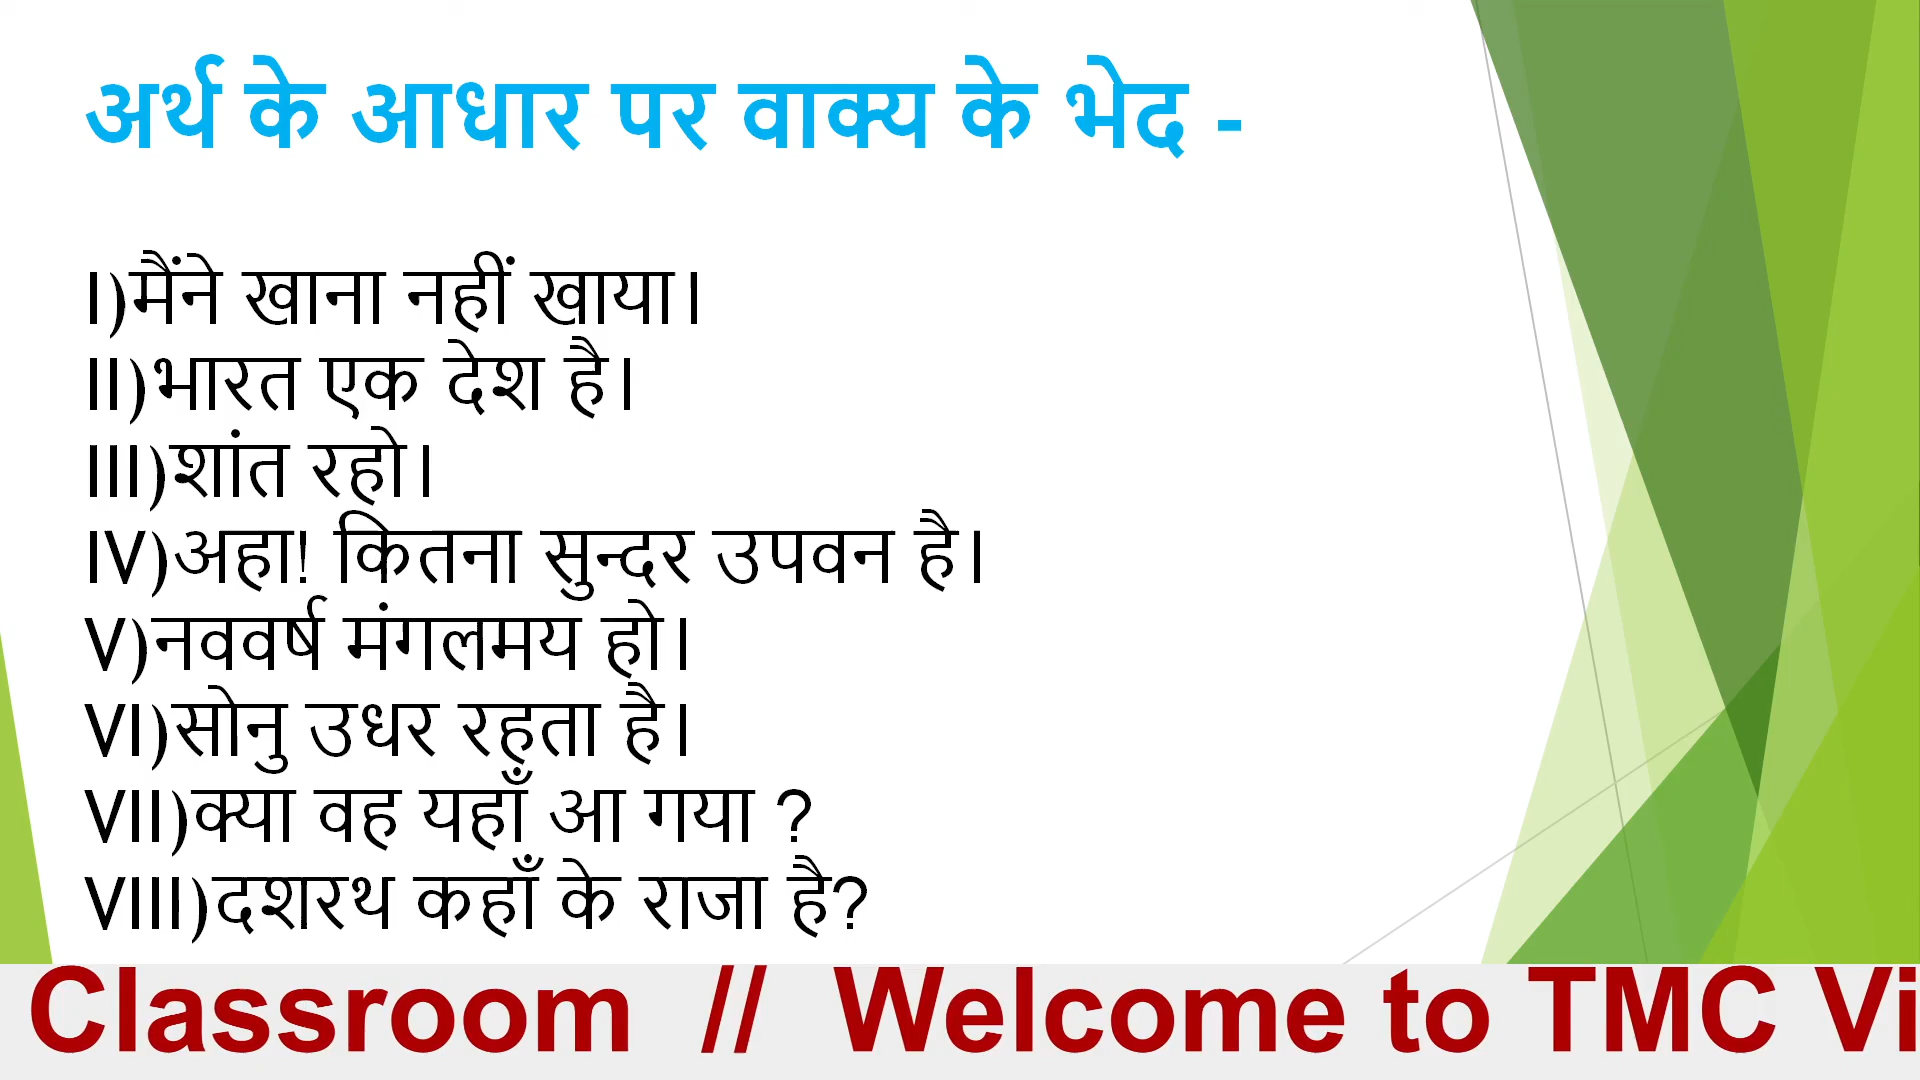 अर्थ के आधार पर वाक्य के भेद -
I)मैंने खाना नहीं खाया।
II)भारत एक देश है।
III)शांत रहो।
IV)अहा! कितना सुन्दर उपवन है।
V)नववर्ष मंगलमय हो।
VI)सोनु उधर रहता है।
VII)क्या वह यहाँ आ गया ?
VIII)दशरथ कहाँ के राजा है?
Classroom // Welcome to TMC Vi